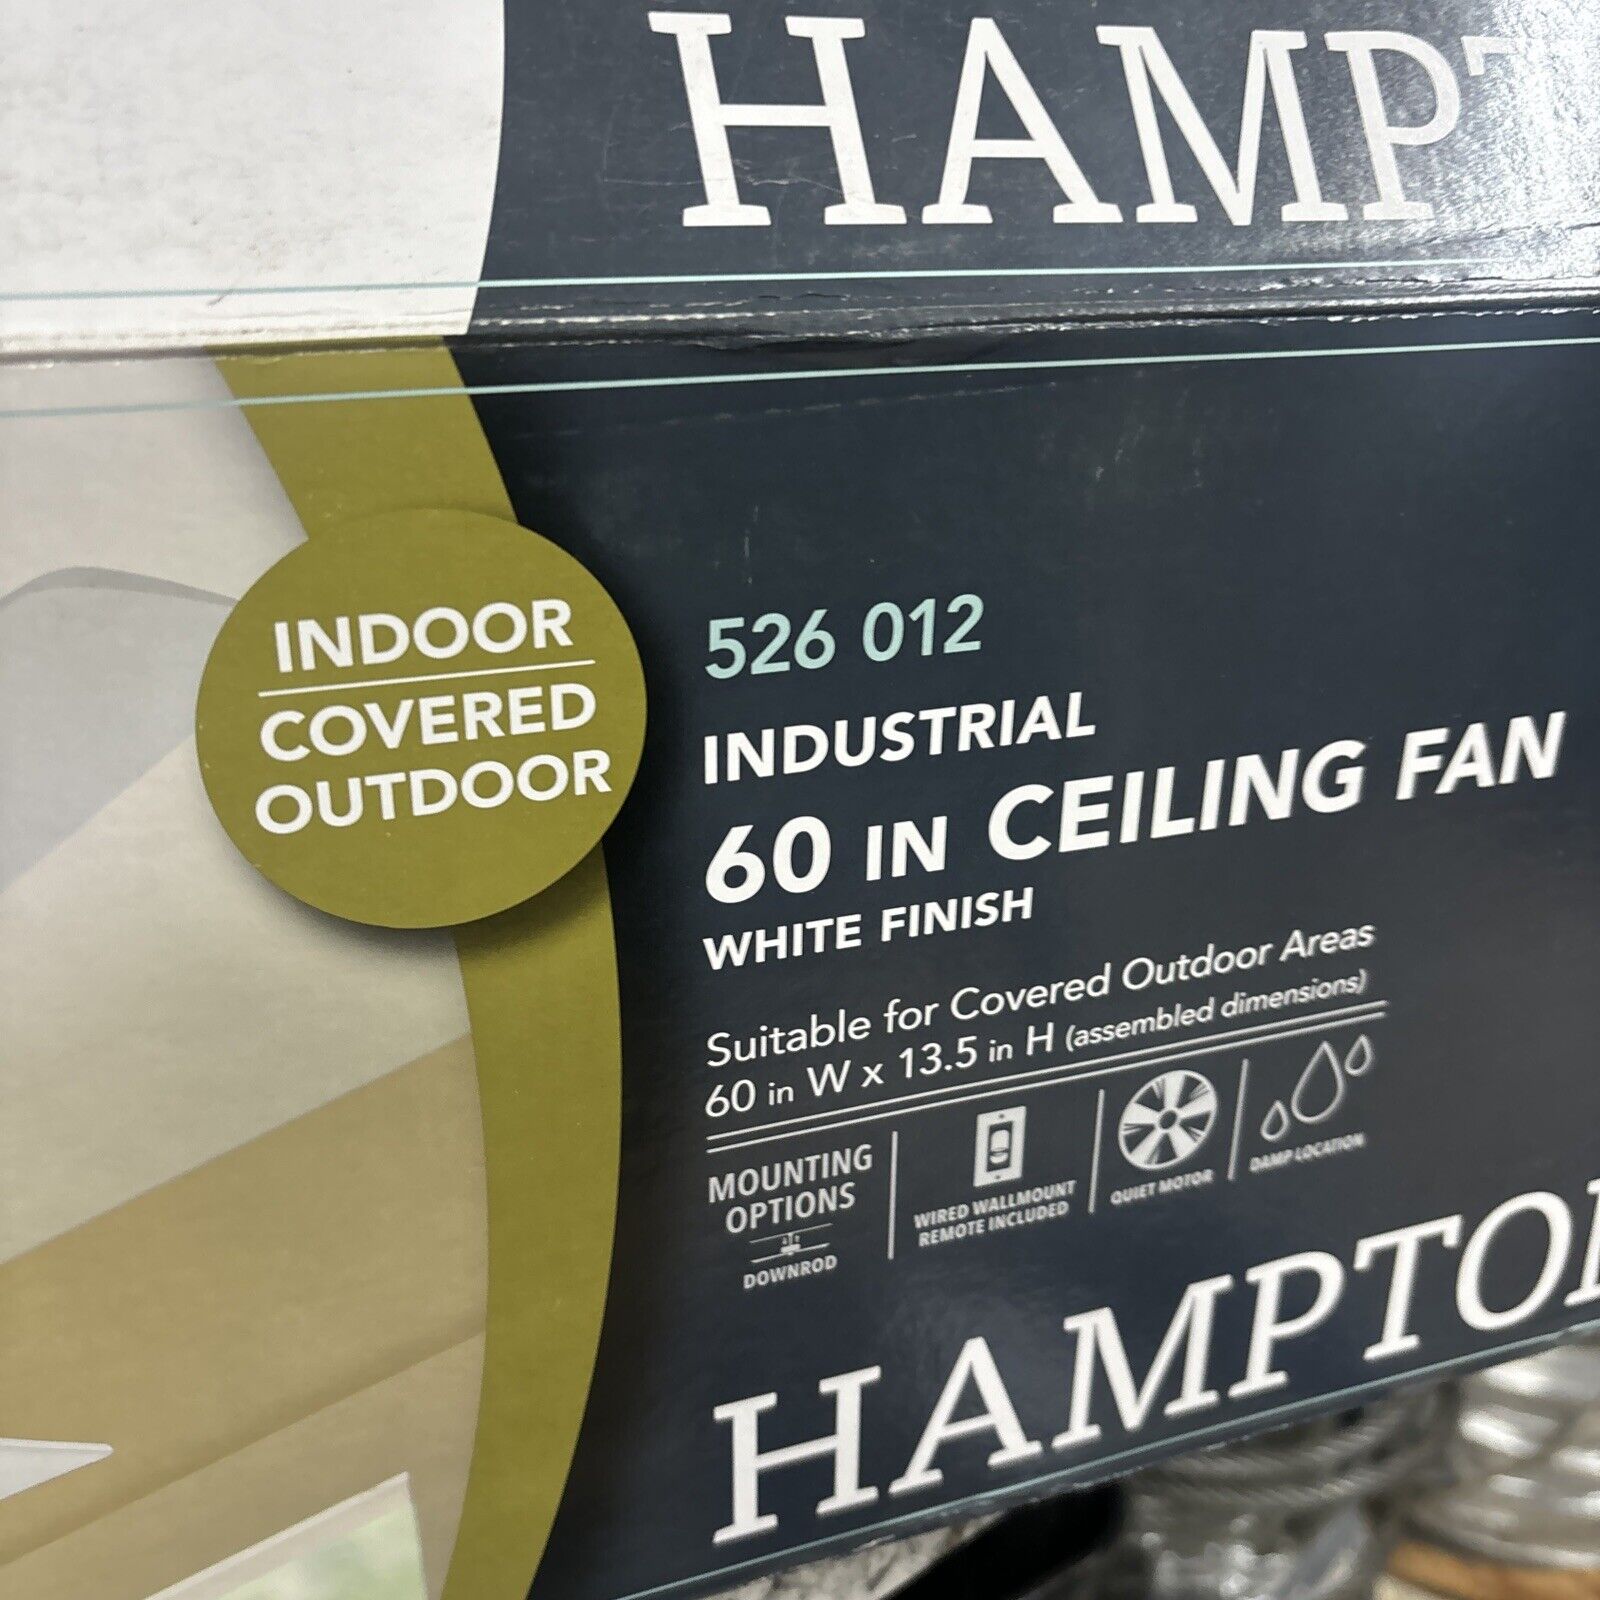 HAMPT
INDOOR
COVERED
OUTDOOR
526 012
INDUSTRIAL
60 IN CEILING FAN
WHITE FINISH
Suitable for Covered Outdoor Areas
60 in W x 13.5 in H (assembled dimensions)
MOUNTING
OPTIONS
DOWNROD
WIRED WALLMOUNT
REMOTE INCLUDED
QUIET MOTOR
DAMP LOCATION
HAMPTON